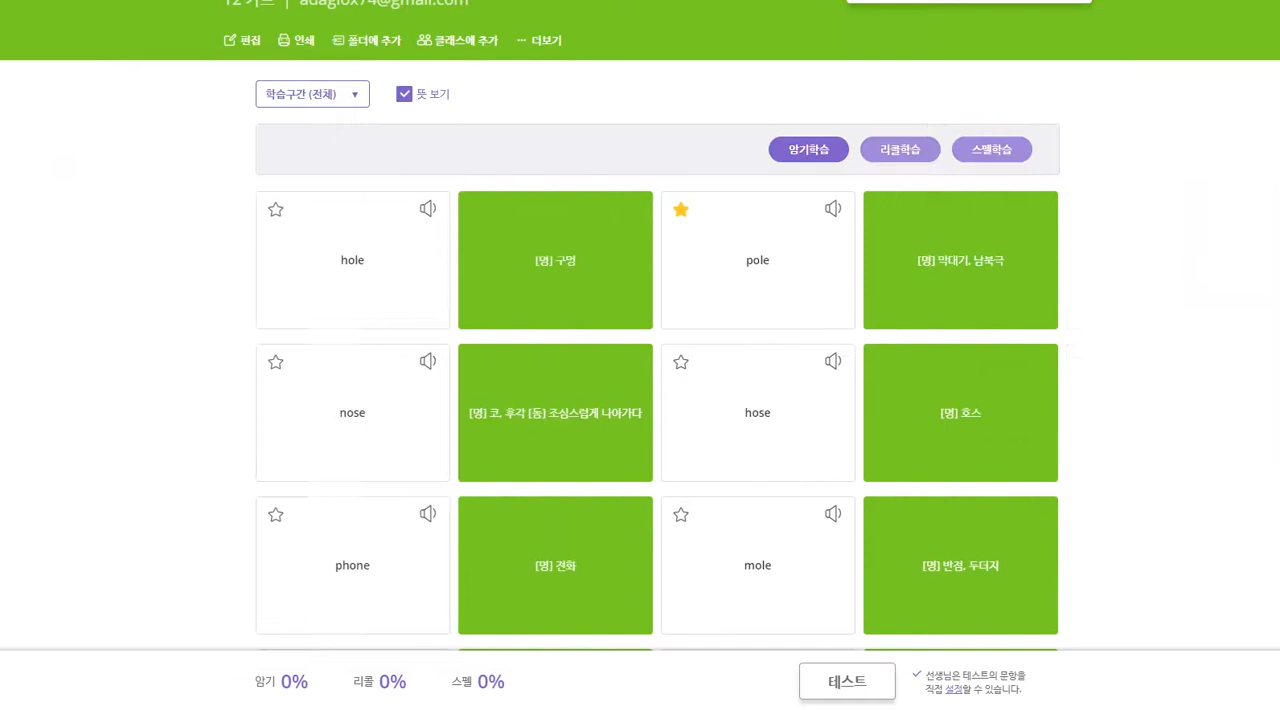 12 카드 | adagiox74@gmail.com
편집 인쇄 폴더에 추가 클래스에 추가 ··· 더보기
학습구간 (전체) ▼ 뜻 보기
암기학습 리콜학습 스펠학습
hole [명] 구멍 pole [명] 막대기, 남북극
nose [명] 코, 후각 [동] 조심스럽게 나아가다 hose [명] 호스
phone [명] 전화 mole [명] 반점, 두더지
암기 0% 리콜 0% 스펠 0% 테스트
선생님은 테스트의 문항을
직접 설정할 수 있습니다.